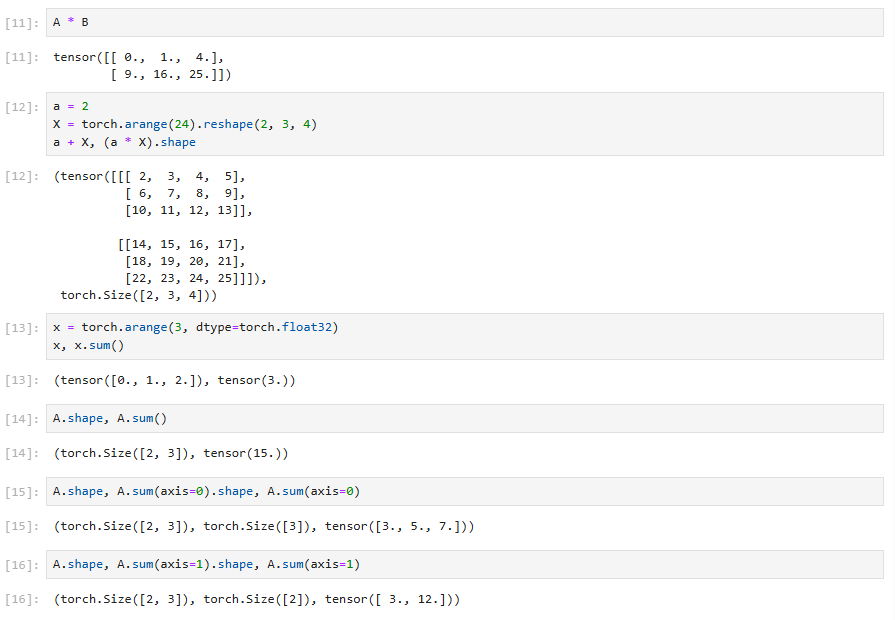 [11]: A * B
[11]: tensor([[ 0.,  1.,  4.],
        [ 9., 16., 25.]])
[12]: a = 2
X = torch.arange(24).reshape(2, 3, 4)
a + X, (a * X).shape
[12]: (tensor([[[ 2,  3,  4,  5],
          [ 6,  7,  8,  9],
          [10, 11, 12, 13]],
         [[14, 15, 16, 17],
          [18, 19, 20, 21],
          [22, 23, 24, 25]]]),
 torch.Size([2, 3, 4]))
[13]: x = torch.arange(3, dtype=torch.float32)
x, x.sum()
[13]: (tensor([0., 1., 2.]), tensor(3.))
[14]: A.shape, A.sum()
[14]: (torch.Size([2, 3]), tensor(15.))
[15]: A.shape, A.sum(axis=0).shape, A.sum(axis=0)
[15]: (torch.Size([2, 3]), torch.Size([3]), tensor([3., 5., 7.]))
[16]: A.shape, A.sum(axis=1).shape, A.sum(axis=1)
[16]: (torch.Size([2, 3]), torch.Size([2]), tensor([ 3., 12.]))